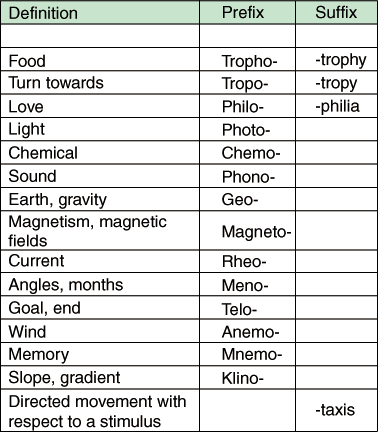 Definition Prefix Suffix
Food Tropho- -trophy
Turn towards Tropo- -tropy
Love Philo- -philia
Light Photo-
Chemical Chemo-
Sound Phono-
Earth, gravity Geo-
Magnetism, magnetic
fields Magneto-
Current Rheo-
Angles, months Meno-
Goal, end Telo-
Wind Anemo-
Memory Mnemo-
Slope, gradient Klino-
Directed movement with
respect to a stimulus -taxis